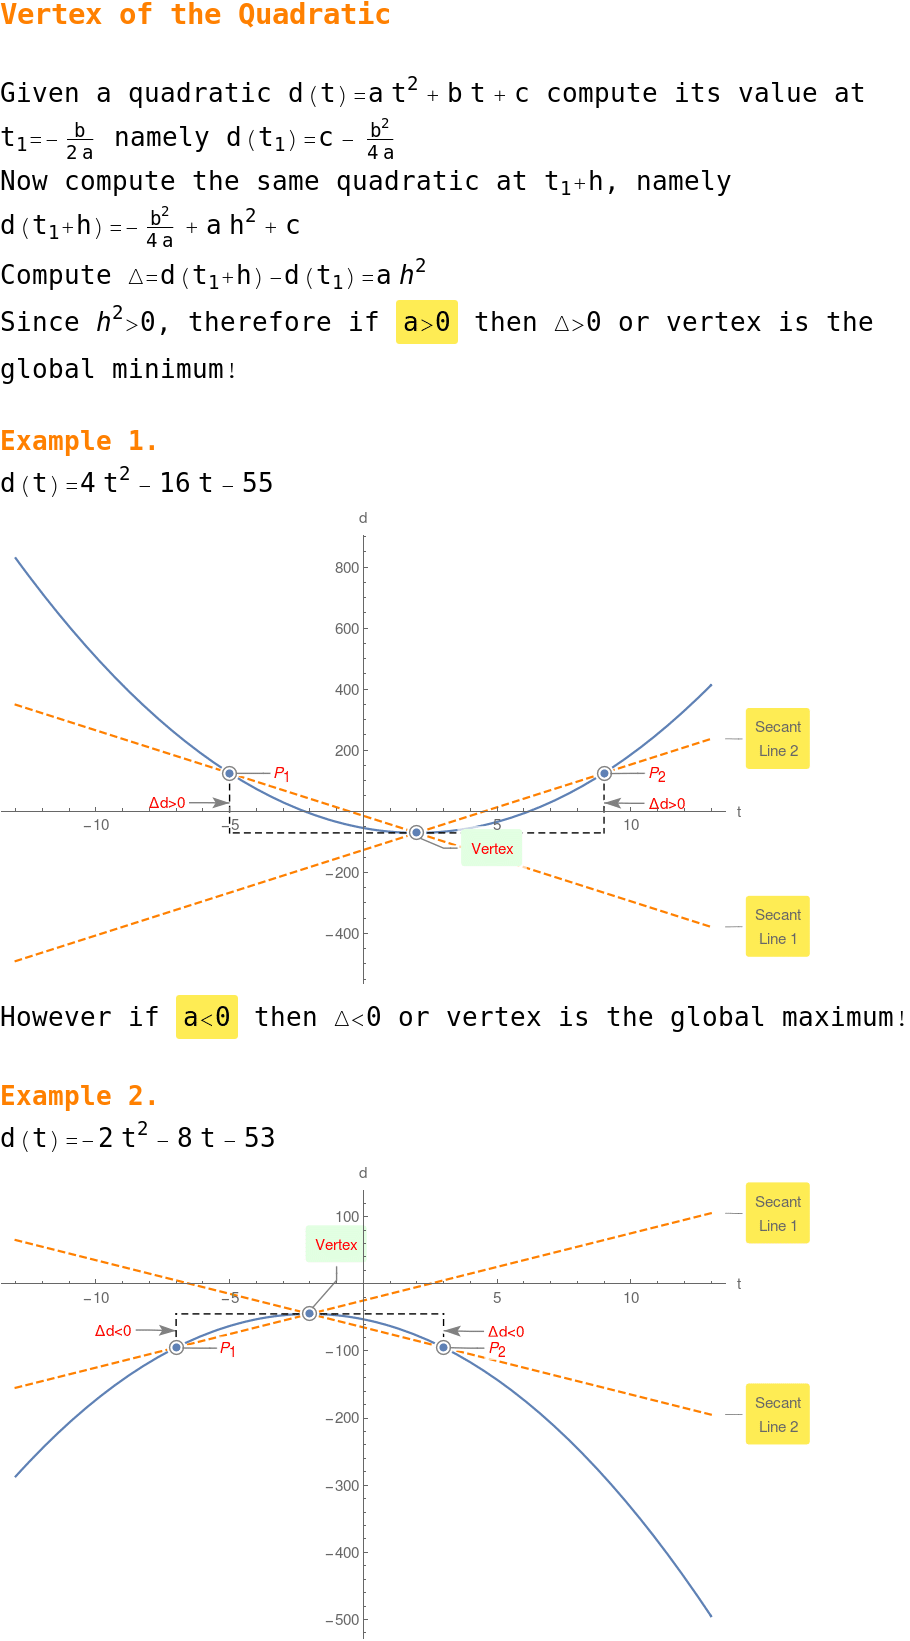 Vertex of the Quadratic
Given a quadratic d(t)=a t² + b t + c compute its value at
t₁=- b/(2 a) namely d(t₁)=c - b²/(4 a)
Now compute the same quadratic at t₁+h, namely
d(t₁+h)=- b²/(4 a) + a h² + c
Compute Δ=d(t₁+h)-d(t₁)=a h²
Since h²>0, therefore if a>0 then Δ>0 or vertex is the
global minimum!
Example 1.
d(t)=4 t² - 16 t - 55
d
800
600
400
Secant
Line 2
200
P₁
P₂
Δd>0
Δd>0
t
-10
-5
5
10
Vertex
-200
Secant
Line 1
-400
However if a<0 then Δ<0 or vertex is the global maximum!
Example 2.
d(t)=-2 t² - 8 t - 53
d
Secant
Line 1
100
Vertex
t
-10
-5
5
10
Δd<0
Δd<0
P₁
P₂
-100
Secant
Line 2
-200
-300
-400
-500